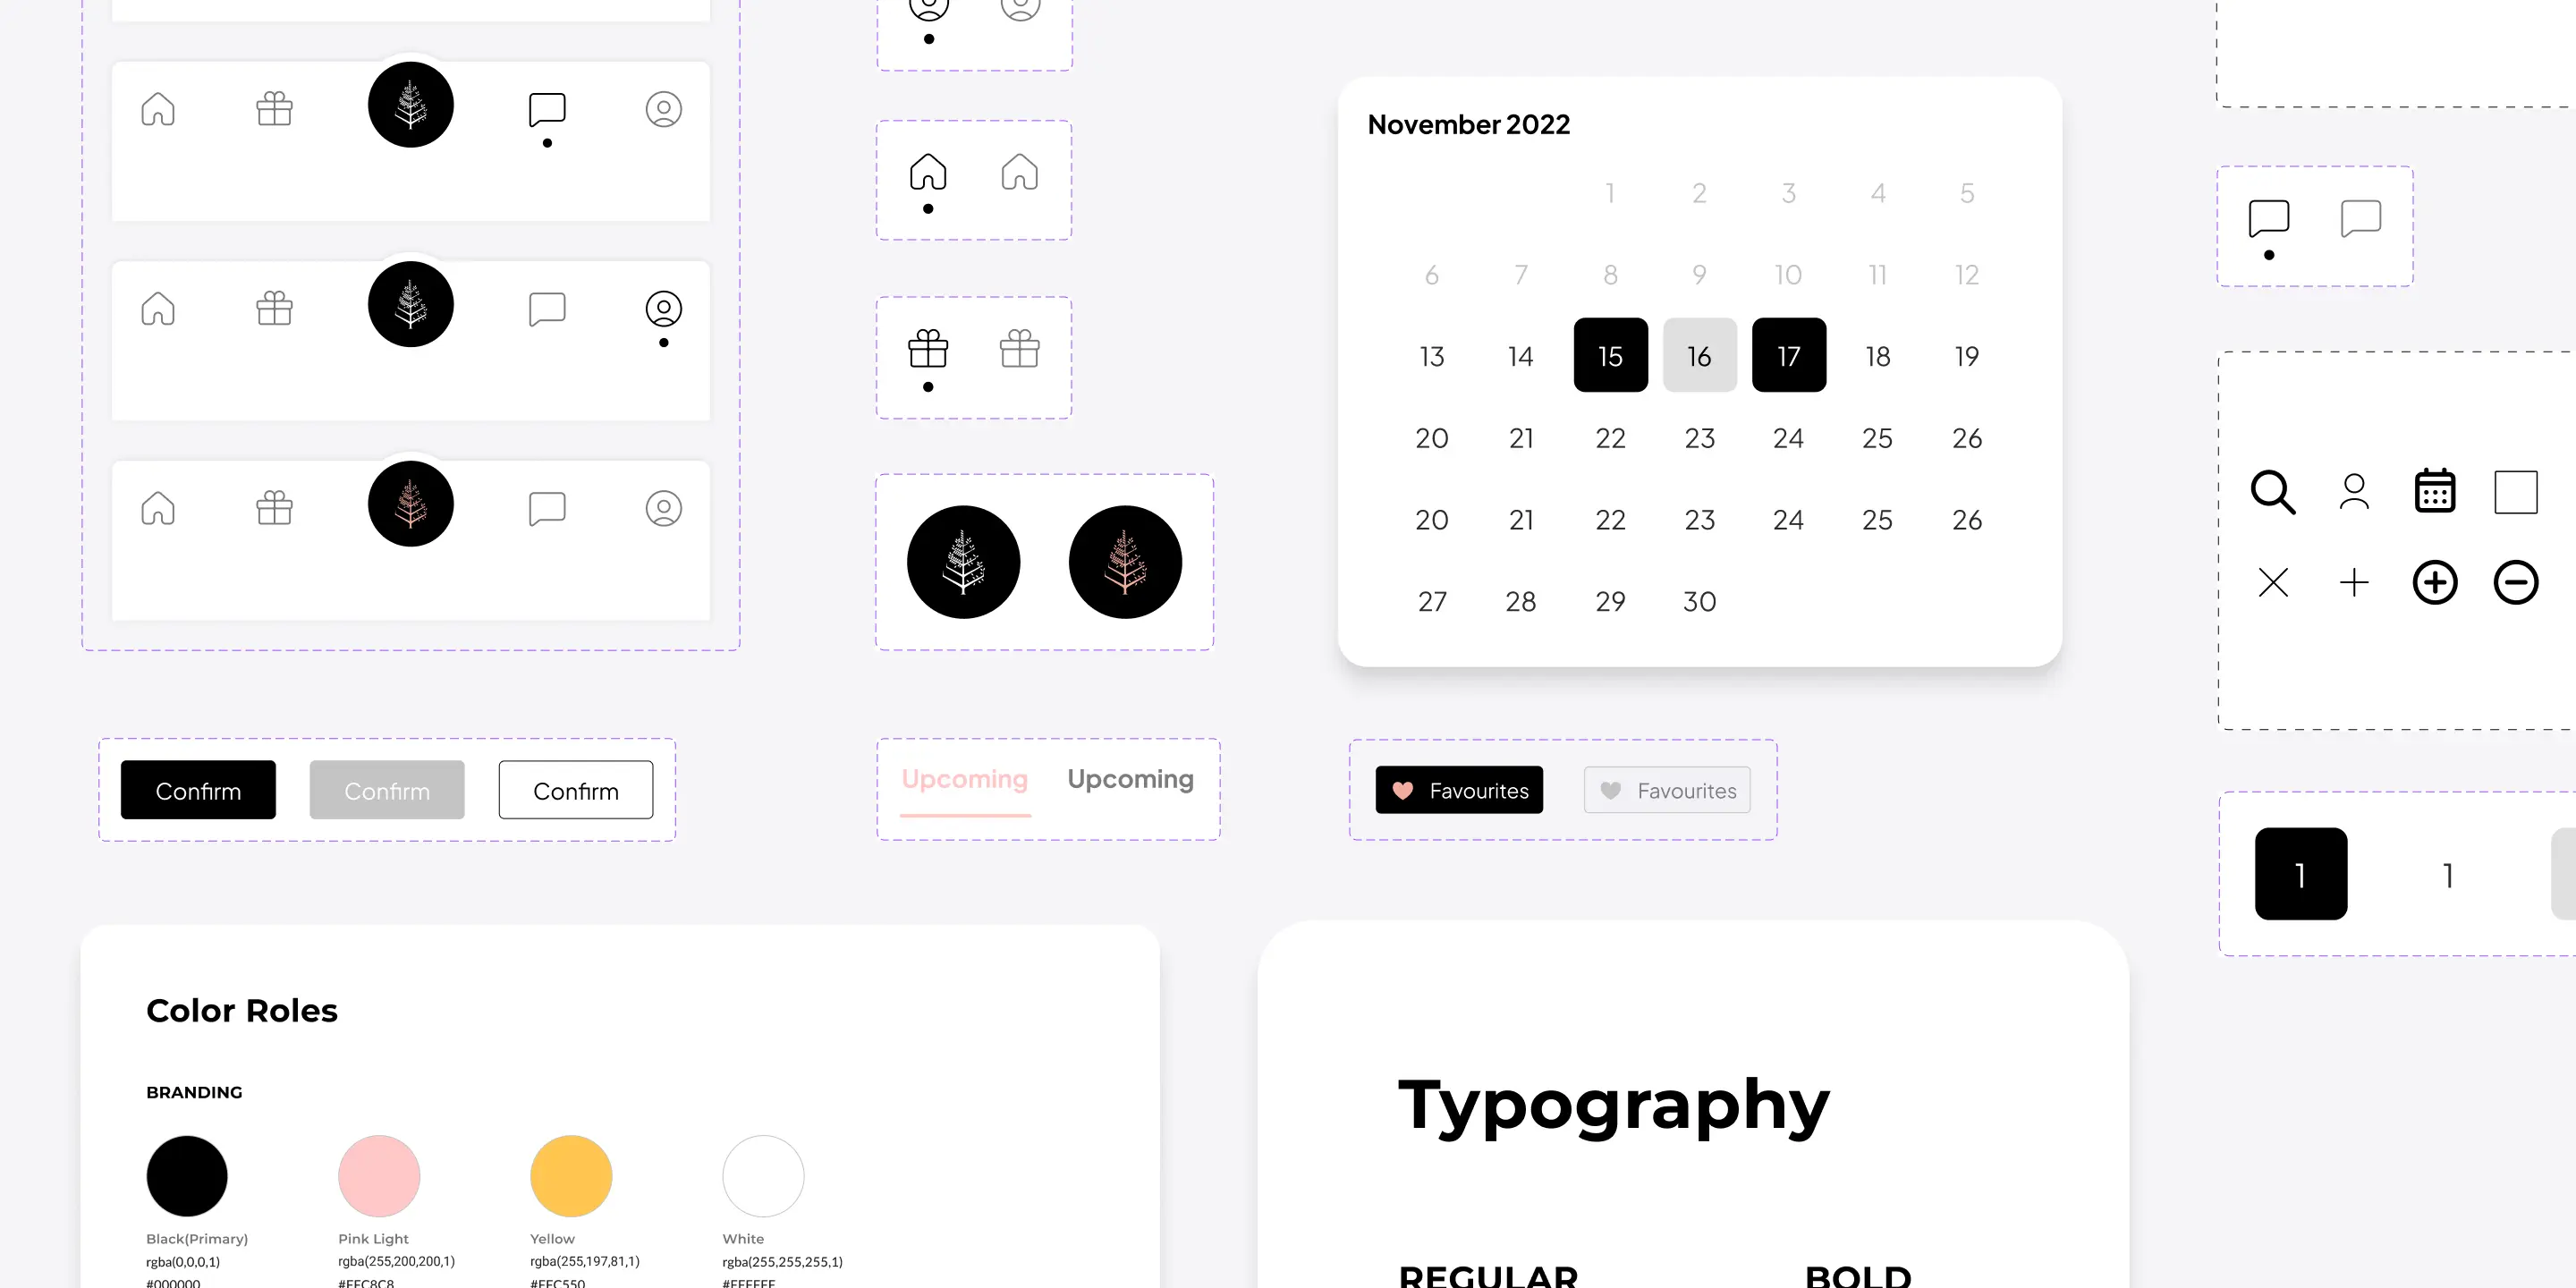 November 2022
1 2 3 4 5
6 7 8 9 10 11 12
13 14 15 16 17 18 19
20 21 22 23 24 25 26
20 21 22 23 24 25 26
27 28 29 30
Confirm Confirm Confirm
Upcoming Upcoming
Favourites Favourites
1 1
Color Roles
BRANDING
Black(Primary) Pink Light Yellow White
rgba(0,0,0,1) rgba(255,200,200,1) rgba(255,197,81,1) rgba(255,255,255,1)
#000000 #FFC8C8 #FFC550 #FFFFFF
Typography
REGULAR BOLD